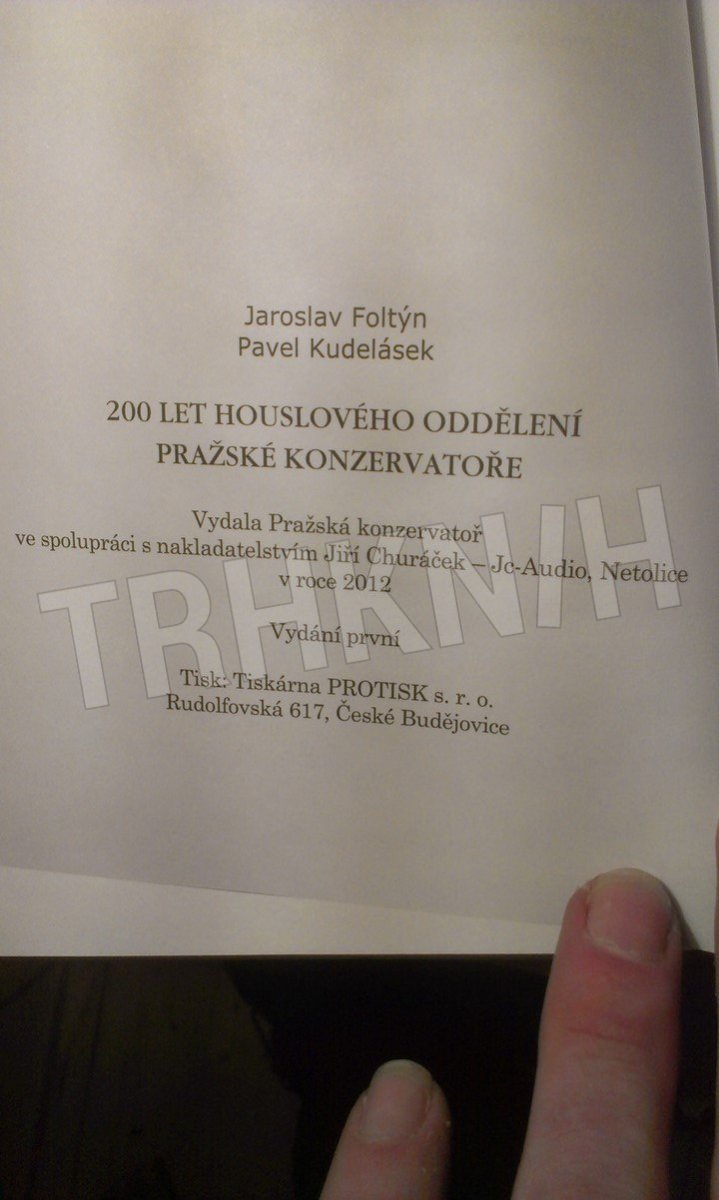 Jaroslav Foltýn
Pavel Kudelásek
200 LET HOUSLOVÉHO ODDĚLENÍ
PRAŽSKÉ KONZERVATOŘE
Vydala Pražská konzervatoř
ve spolupráci s nakladatelstvím Jiří Churáček – Jc-Audio, Netolice
v roce 2012
TRHKNIH
Vydání první
Tisk: Tiskárna PROTISK s. r. o.
Rudolfovská 617, České Budějovice